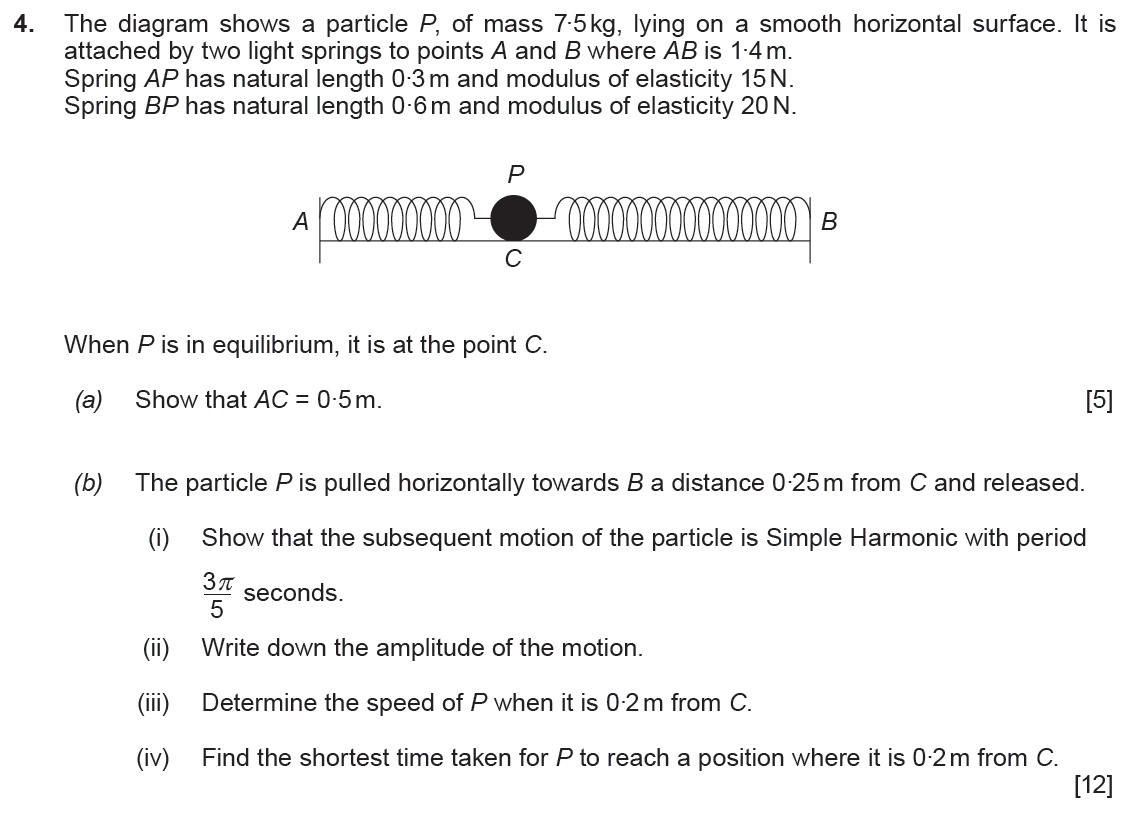 4. The diagram shows a particle P, of mass 7·5 kg, lying on a smooth horizontal surface. It is
attached by two light springs to points A and B where AB is 1·4 m.
Spring AP has natural length 0·3 m and modulus of elasticity 15 N.
Spring BP has natural length 0·6 m and modulus of elasticity 20 N.
P
A
B
C
When P is in equilibrium, it is at the point C.
(a) Show that AC = 0·5 m. [5]
(b) The particle P is pulled horizontally towards B a distance 0·25 m from C and released.
(i) Show that the subsequent motion of the particle is Simple Harmonic with period
3π/5 seconds.
(ii) Write down the amplitude of the motion.
(iii) Determine the speed of P when it is 0·2 m from C.
(iv) Find the shortest time taken for P to reach a position where it is 0·2 m from C.
[12]